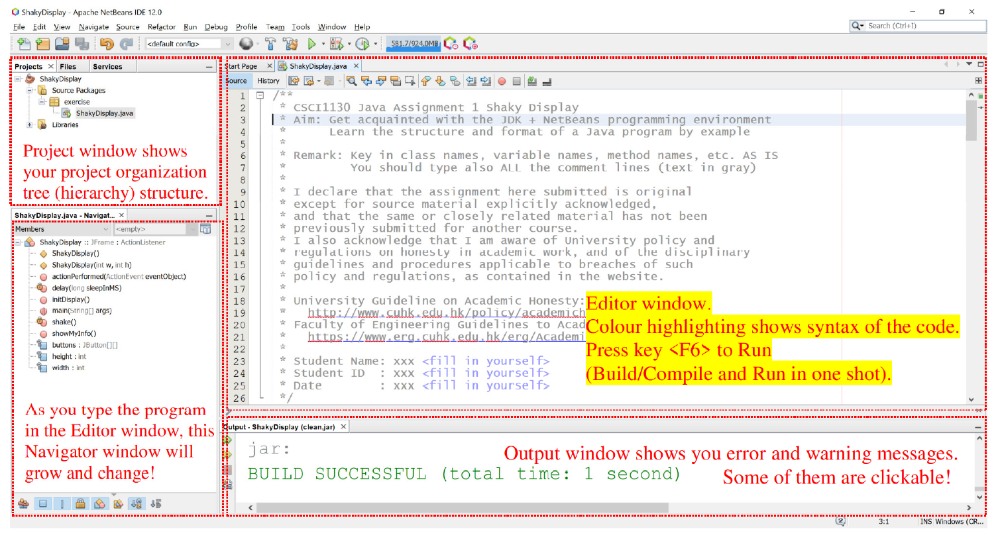 ShakyDisplay - Apache NetBeans IDE 12.0
File Edit View Navigate Source Refactor Run Debug Profile Team Tools Window Help
Search (Ctrl+I)
<default config>
581.7/924.0MB
Projects Files Services
ShakyDisplay
Source Packages
exercise
ShakyDisplay.java
Libraries
Project window shows
your project organization
tree (hierarchy) structure.
ShakyDisplay.java - Navigat...
Members <empty>
ShakyDisplay :: JFrame : ActionListener
ShakyDisplay()
ShakyDisplay(int w, int h)
actionPerformed(ActionEvent eventObject)
delay(long sleepInMS)
initDisplay()
main(String[] args)
shake()
showMyInfo()
buttons : JButton[][]
height : int
width : int
As you type the program
in the Editor window, this
Navigator window will
grow and change!
Start Page ShakyDisplay.java
Source History
1 /**
2 * CSCI1130 Java Assignment 1 Shaky Display
3 * Aim: Get acquainted with the JDK + NetBeans programming environment
4 * Learn the structure and format of a Java program by example
5 *
6 * Remark: Key in class names, variable names, method names, etc. AS IS
7 * You should type also ALL the comment lines (text in gray)
8 *
9 * I declare that the assignment here submitted is original
10 * except for source material explicitly acknowledged,
11 * and that the same or closely related material has not been
12 * previously submitted for another course.
13 * I also acknowledge that I am aware of University policy and
14 * regulations on honesty in academic work, and of the disciplinary
15 * guidelines and procedures applicable to breaches of such
16 * policy and regulations, as contained in the website.
17 *
18 * University Guideline on Academic Honesty:
19 * http://www.cuhk.edu.hk/policy/academich
20 * Faculty of Engineering Guidelines to Acad
21 * https://www.erg.cuhk.edu.hk/erg/Academi
22 *
23 * Student Name: xxx <fill in yourself>
24 * Student ID : xxx <fill in yourself>
25 * Date : xxx <fill in yourself>
26 */
Editor window.
Colour highlighting shows syntax of the code.
Press key <F6> to Run
(Build/Compile and Run in one shot).
Output - ShakyDisplay (clean,jar)
jar:
BUILD SUCCESSFUL (total time: 1 second)
Output window shows you error and warning messages.
Some of them are clickable!
2 3:1 INS Windows (CR...